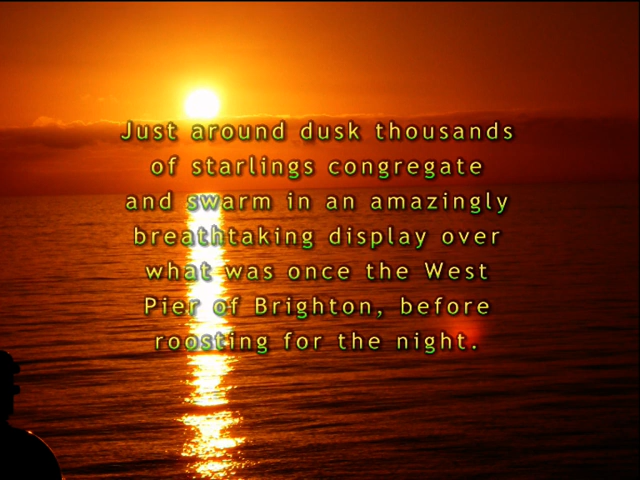 Just around dusk thousands
of starlings congregate
and swarm in an amazingly
breathtaking display over
what was once the West
Pier of Brighton, before
roosting for the night.